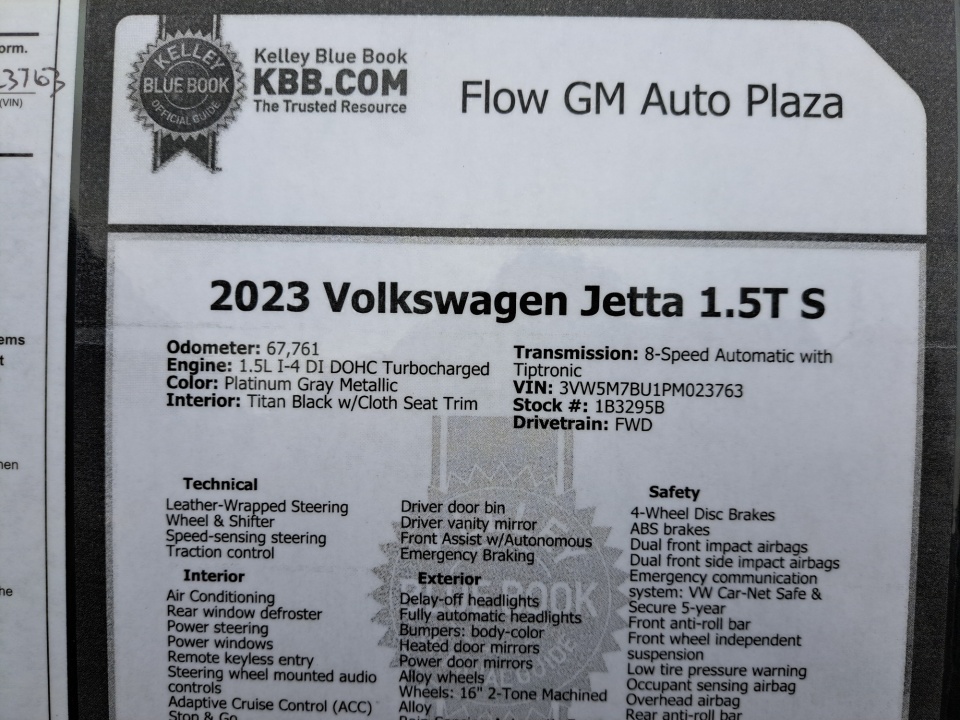 orm.
23763
(VIN)
ems
t
hen
he
KELLEY
BLUE BOOK
OFFICIAL GUIDE
Kelley Blue Book
KBB.COM
The Trusted Resource
Flow GM Auto Plaza
2023 Volkswagen Jetta 1.5T S
Odometer: 67,761
Engine: 1.5L I-4 DI DOHC Turbocharged
Color: Platinum Gray Metallic
Interior: Titan Black w/Cloth Seat Trim
Transmission: 8-Speed Automatic with
Tiptronic
VIN: 3VW5M7BU1PM023763
Stock #: 1B3295B
Drivetrain: FWD
Technical
Leather-Wrapped Steering
Wheel & Shifter
Speed-sensing steering
Traction control
Interior
Air Conditioning
Rear window defroster
Power steering
Power windows
Remote keyless entry
Steering wheel mounted audio
controls
Adaptive Cruise Control (ACC)
Stop & Go
Driver door bin
Driver vanity mirror
Front Assist w/Autonomous
Emergency Braking
Exterior
Delay-off headlights
Fully automatic headlights
Bumpers: body-color
Heated door mirrors
Power door mirrors
Alloy wheels
Wheels: 16" 2-Tone Machined
Alloy
Safety
4-Wheel Disc Brakes
ABS brakes
Dual front impact airbags
Dual front side impact airbags
Emergency communication
system: VW Car-Net Safe &
Secure 5-year
Front anti-roll bar
Front wheel independent
suspension
Low tire pressure warning
Occupant sensing airbag
Overhead airbag
Rear anti-roll bar